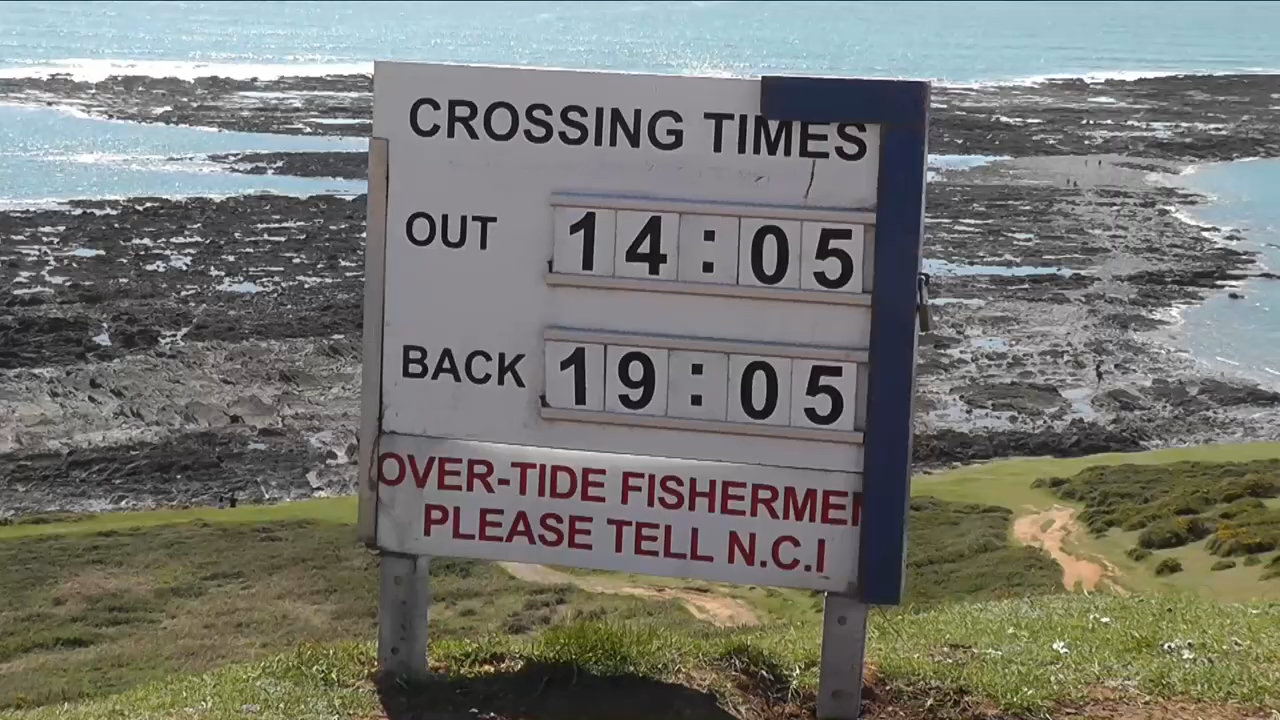 CROSSING TIMES
OUT 14:05
BACK 19:05
OVER-TIDE FISHERMEN
PLEASE TELL N.C.I